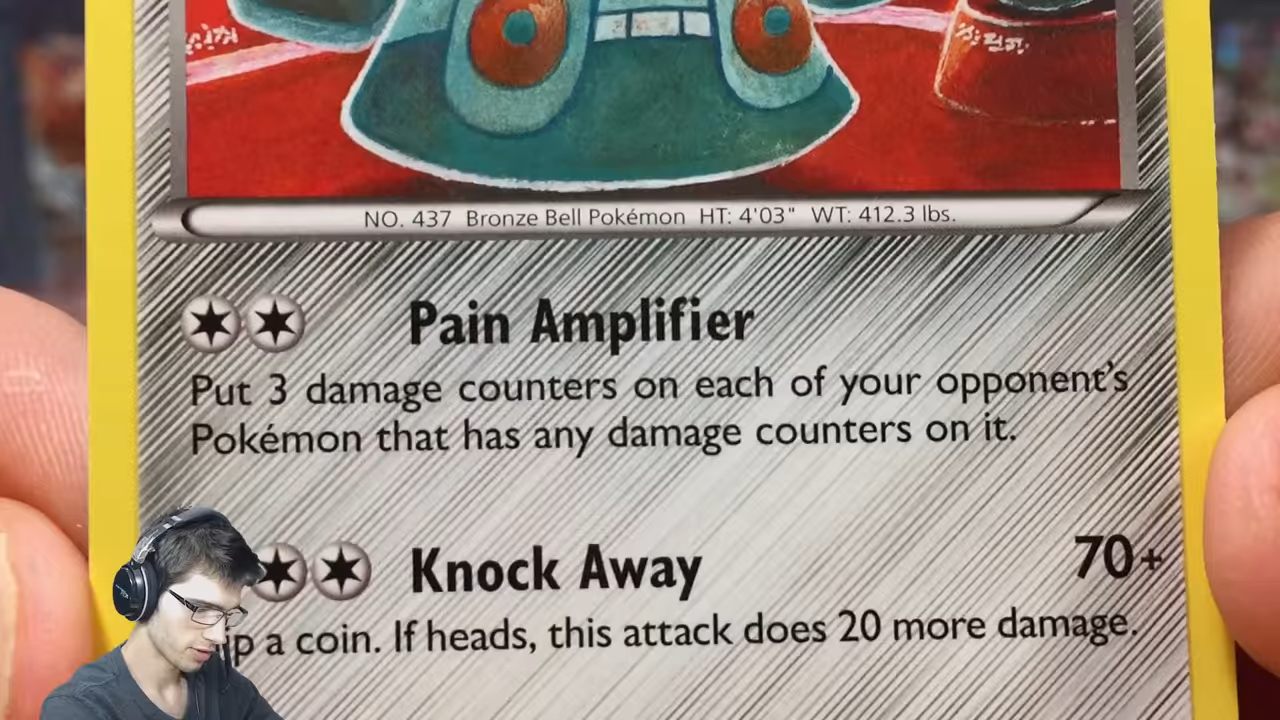 NO. 437 Bronze Bell Pokémon HT: 4'03" WT: 412.3 lbs.
Pain Amplifier
Put 3 damage counters on each of your opponent's
Pokémon that has any damage counters on it.
Knock Away 70+
ip a coin. If heads, this attack does 20 more damage.